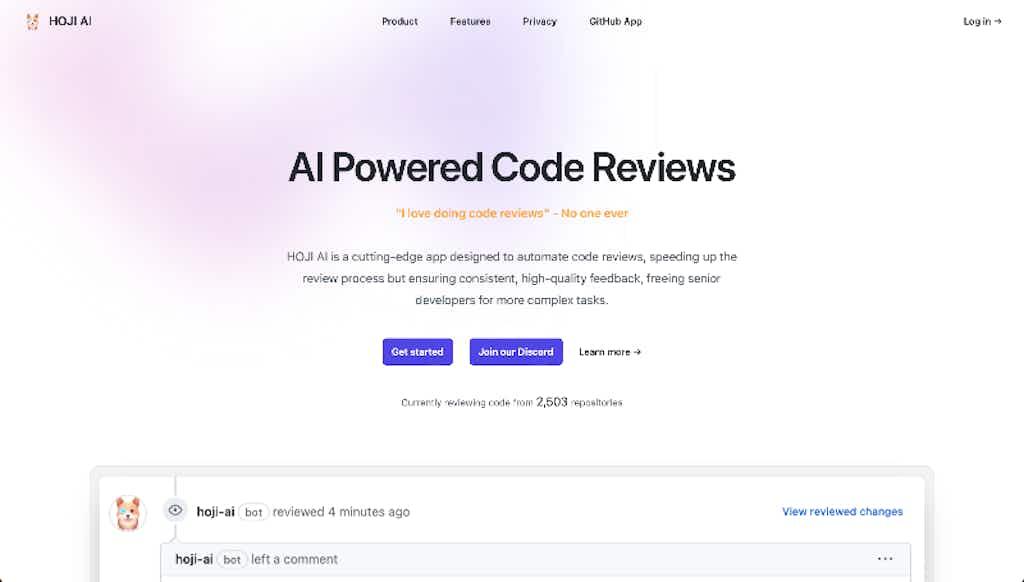 HOJI AI
Product Features Privacy GitHub App
Log in →
AI Powered Code Reviews
"I love doing code reviews" - No one ever
HOJI AI is a cutting-edge app designed to automate code reviews, speeding up the
review process but ensuring consistent, high-quality feedback, freeing senior
developers for more complex tasks.
Get started Join our Discord Learn more →
Currently reviewing code from 2,503 repositories
hoji-ai bot reviewed 4 minutes ago View reviewed changes
hoji-ai bot left a comment ...